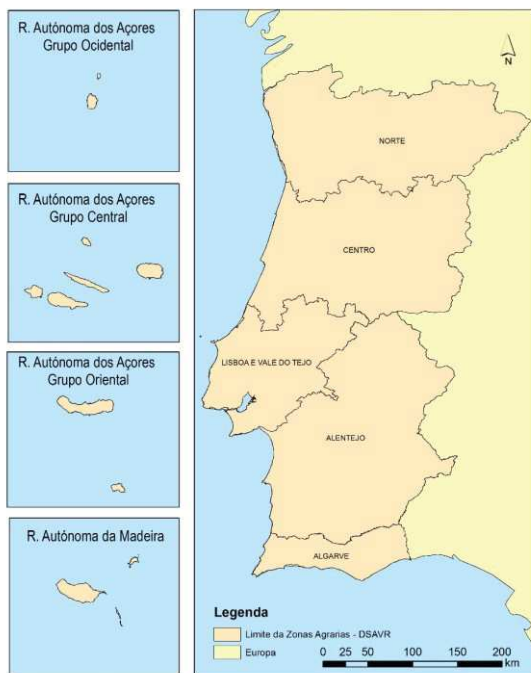 R. Autónoma dos Açores
Grupo Ocidental
R. Autónoma dos Açores
Grupo Central
R. Autónoma dos Açores
Grupo Oriental
R. Autónoma da Madeira
N
NORTE
CENTRO
LISBOA E VALE DO TEJO
ALENTEJO
ALGARVE
Legenda
Limite da Zonas Agrarias - DSAVR
Europa
0 25 50 100 150 200
km